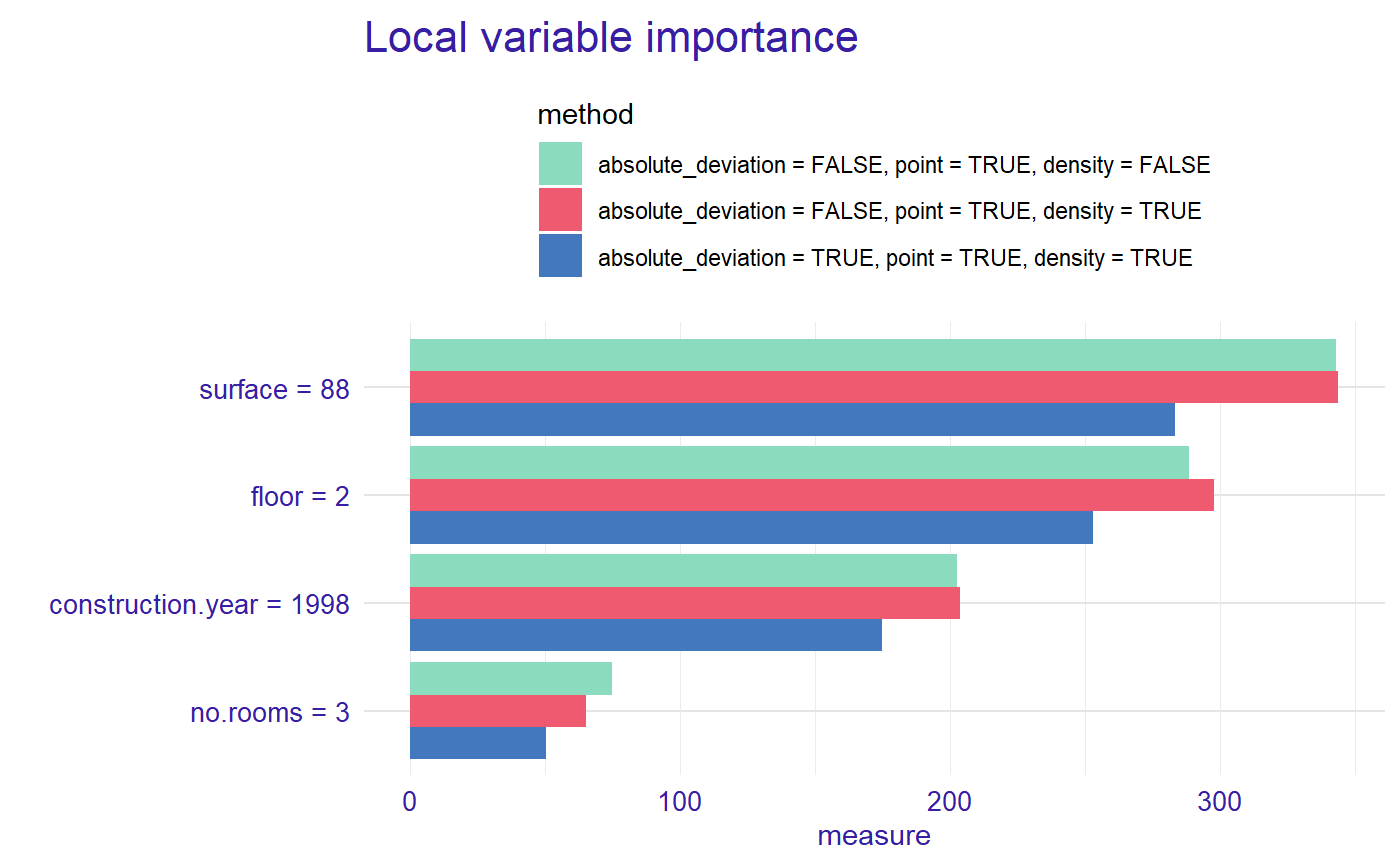 Local variable importance
method
absolute_deviation = FALSE, point = TRUE, density = FALSE
absolute_deviation = FALSE, point = TRUE, density = TRUE
absolute_deviation = TRUE, point = TRUE, density = TRUE
surface = 88
floor = 2
construction.year = 1998
no.rooms = 3
0 100 200 300
measure